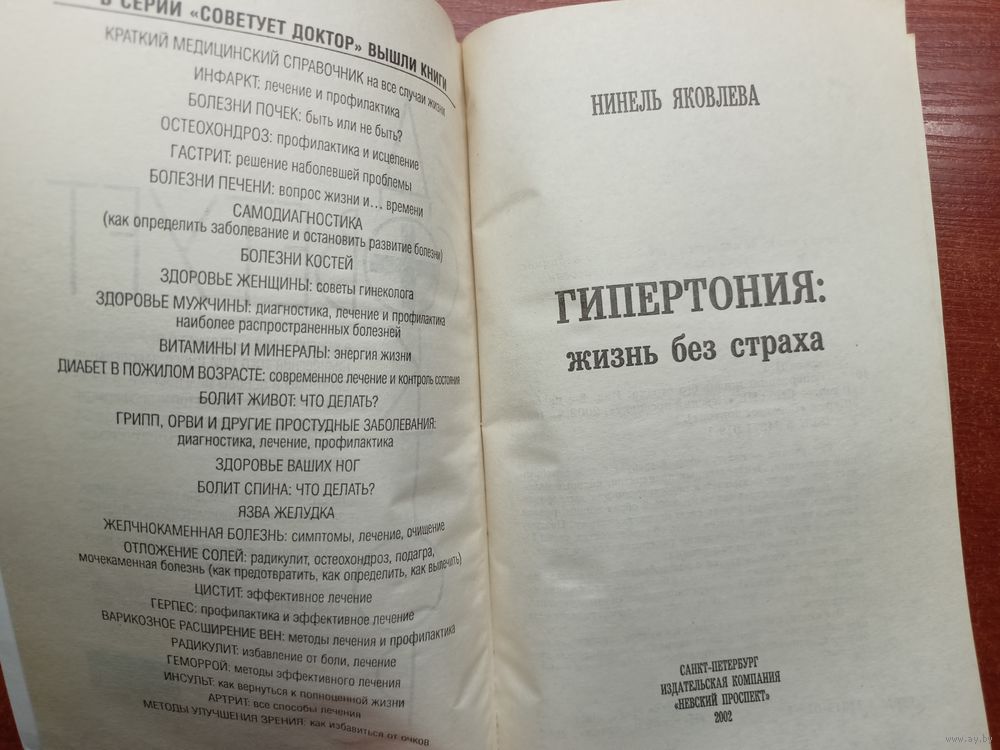 В СЕРИИ «СОВЕТУЕТ ДОКТОР» ВЫШЛИ КНИГИ
КРАТКИЙ МЕДИЦИНСКИЙ СПРАВОЧНИК на все случаи жизни
ИНФАРКТ: лечение и профилактика
БОЛЕЗНИ ПОЧЕК: быть или не быть?
ОСТЕОХОНДРОЗ: профилактика и исцеление
ГАСТРИТ: решение наболевшей проблемы
БОЛЕЗНИ ПЕЧЕНИ: вопрос жизни и... времени
САМОДИАГНОСТИКА
(как определить заболевание и остановить развитие болезни)
БОЛЕЗНИ КОСТЕЙ
ЗДОРОВЬЕ ЖЕНЩИНЫ: советы гинеколога
ЗДОРОВЬЕ МУЖЧИНЫ: диагностика, лечение и профилактика
наиболее распространенных болезней
ВИТАМИНЫ И МИНЕРАЛЫ: энергия жизни
ДИАБЕТ В ПОЖИЛОМ ВОЗРАСТЕ: современное лечение и контроль состояния
БОЛИТ ЖИВОТ: ЧТО ДЕЛАТЬ?
ГРИПП, ОРВИ И ДРУГИЕ ПРОСТУДНЫЕ ЗАБОЛЕВАНИЯ:
диагностика, лечение, профилактика
ЗДОРОВЬЕ ВАШИХ НОГ
БОЛИТ СПИНА: ЧТО ДЕЛАТЬ?
ЯЗВА ЖЕЛУДКА
ЖЕЛЧНОКАМЕННАЯ БОЛЕЗНЬ: симптомы, лечение, очищение
ОТЛОЖЕНИЕ СОЛЕЙ: радикулит, остеохондроз, подагра,
мочекаменная болезнь (как предотвратить, как определить, как вылечить)
ЦИСТИТ: эффективное лечение
ГЕРПЕС: профилактика и эффективное лечение
ВАРИКОЗНОЕ РАСШИРЕНИЕ ВЕН: методы лечения и профилактика
РАДИКУЛИТ: избавление от боли, лечение
ГЕМОРРОЙ: методы эффективного лечения
ИНСУЛЬТ: как вернуться к полноценной жизни
АРТРИТ: все способы лечения
МЕТОДЫ УЛУЧШЕНИЯ ЗРЕНИЯ: как избавиться от очков
НИНЕЛЬ ЯКОВЛЕВА
ГИПЕРТОНИЯ:
жизнь без страха
САНКТ-ПЕТЕРБУРГ
ИЗДАТЕЛЬСКАЯ КОМПАНИЯ
«НЕВСКИЙ ПРОСПЕКТ»
2002
www.ay.by